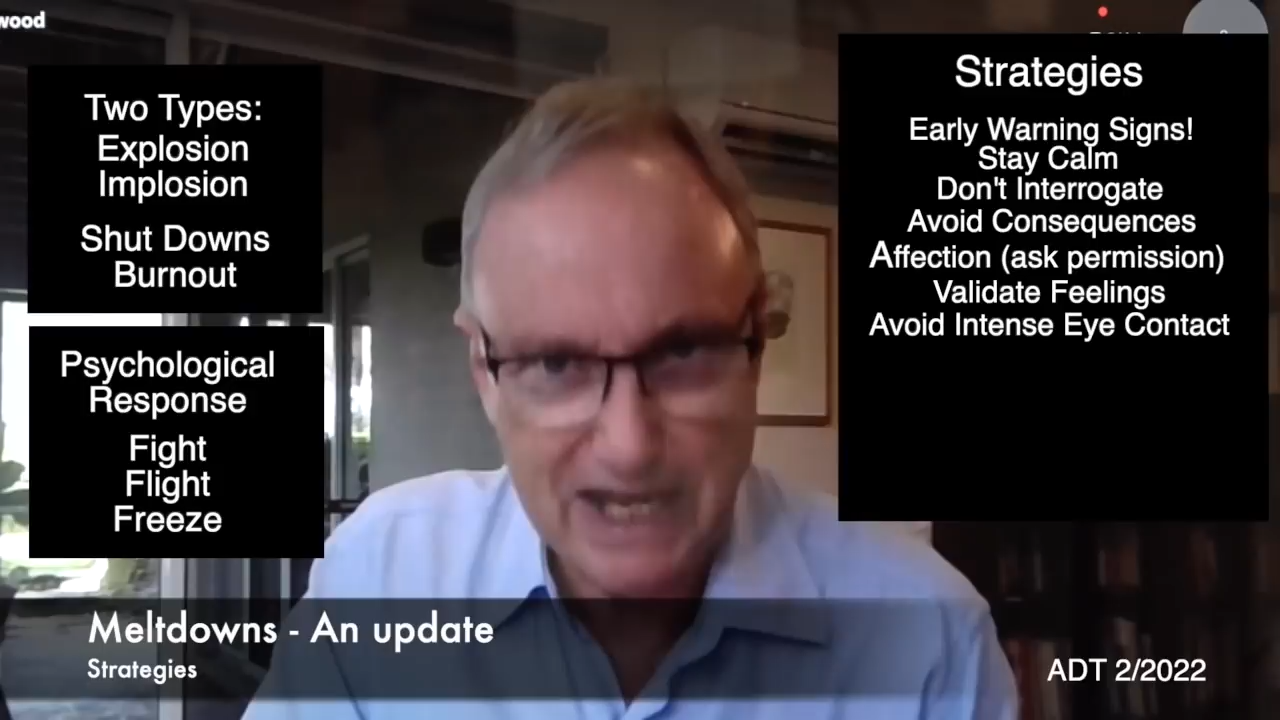 wood
Two Types:
Explosion
Implosion
Shut Downs
Burnout
Psychological
Response
Fight
Flight
Freeze
Strategies
Early Warning Signs!
Stay Calm
Don't Interrogate
Avoid Consequences
Affection (ask permission)
Validate Feelings
Avoid Intense Eye Contact
Meltdowns - An update
Strategies
ADT 2/2022